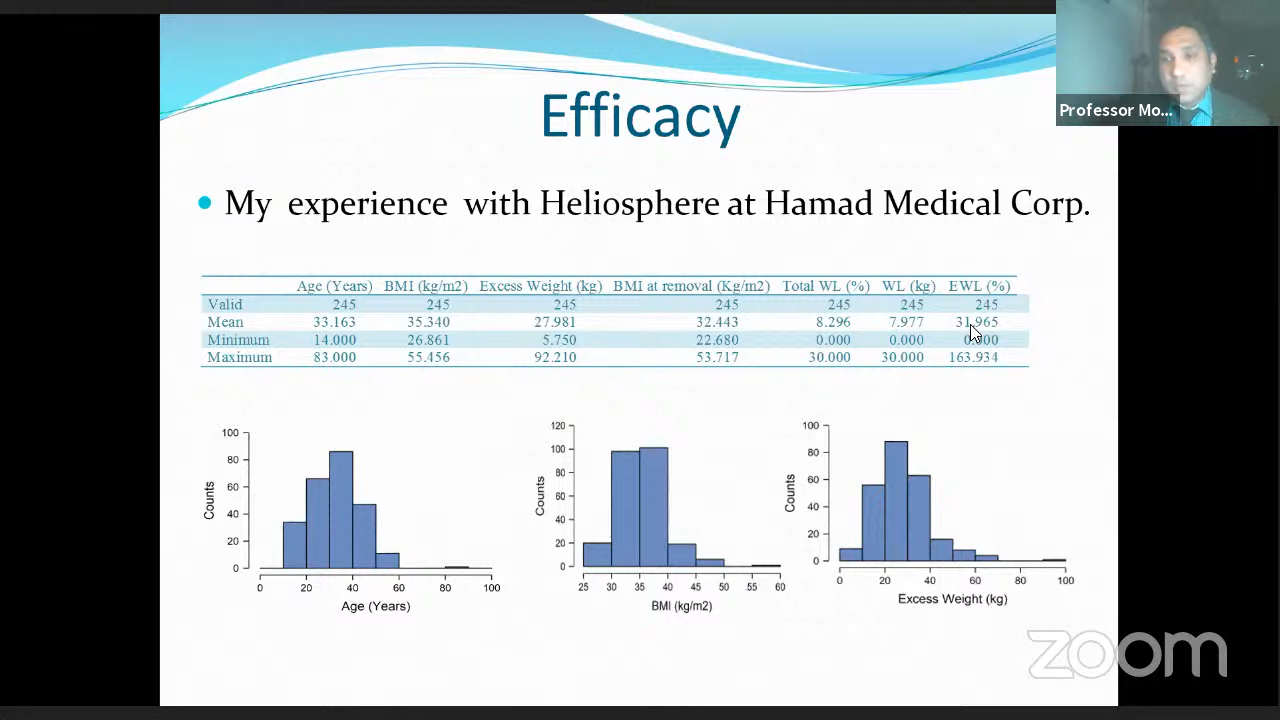 Professor Mo...
Efficacy
• My experience with Heliosphere at Hamad Medical Corp.
Age (Years) BMI (kg/m2) Excess Weight (kg) BMI at removal (Kg/m2) Total WL (%) WL (kg) EWL (%)
Valid 245 245 245 245 245 245 245
Mean 33.163 35.340 27.981 32.443 8.296 7.977 31.965
Minimum 14.000 26.861 5.750 22.680 0.000 0.000
Maximum 83.000 55.456 92.210 53.717 30.000 30.000 163.934
100
80
60
40
20
0
Counts
0 20 40 60 80 100
Age (Years)
120
100
80
60
40
20
0
Counts
25 30 35 40 45 50 55 60
BMI (kg/m2)
100
80
60
40
20
0
Counts
0 20 40 60 80 100
Excess Weight (kg)
zoom